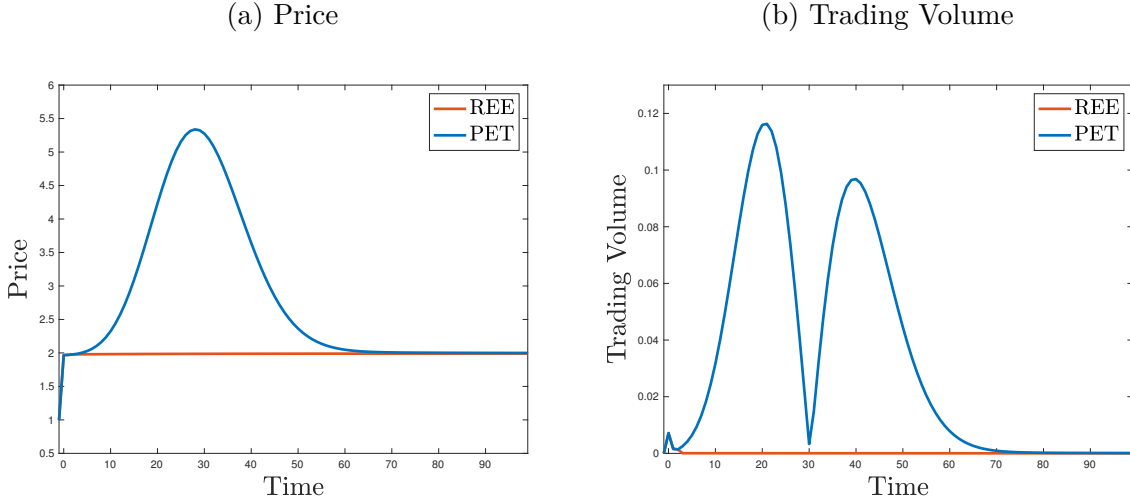 (a) Price
6
5.5
5
4.5
4
3.5
3
2.5
2
1.5
1
0.5
0 10 20 30 40 50 60 70 80 90
Price
Time
REE
PET
(b) Trading Volume
0.12
0.1
0.08
0.06
0.04
0.02
0
0 10 20 30 40 50 60 70 80 90
Trading Volume
Time
REE
PET